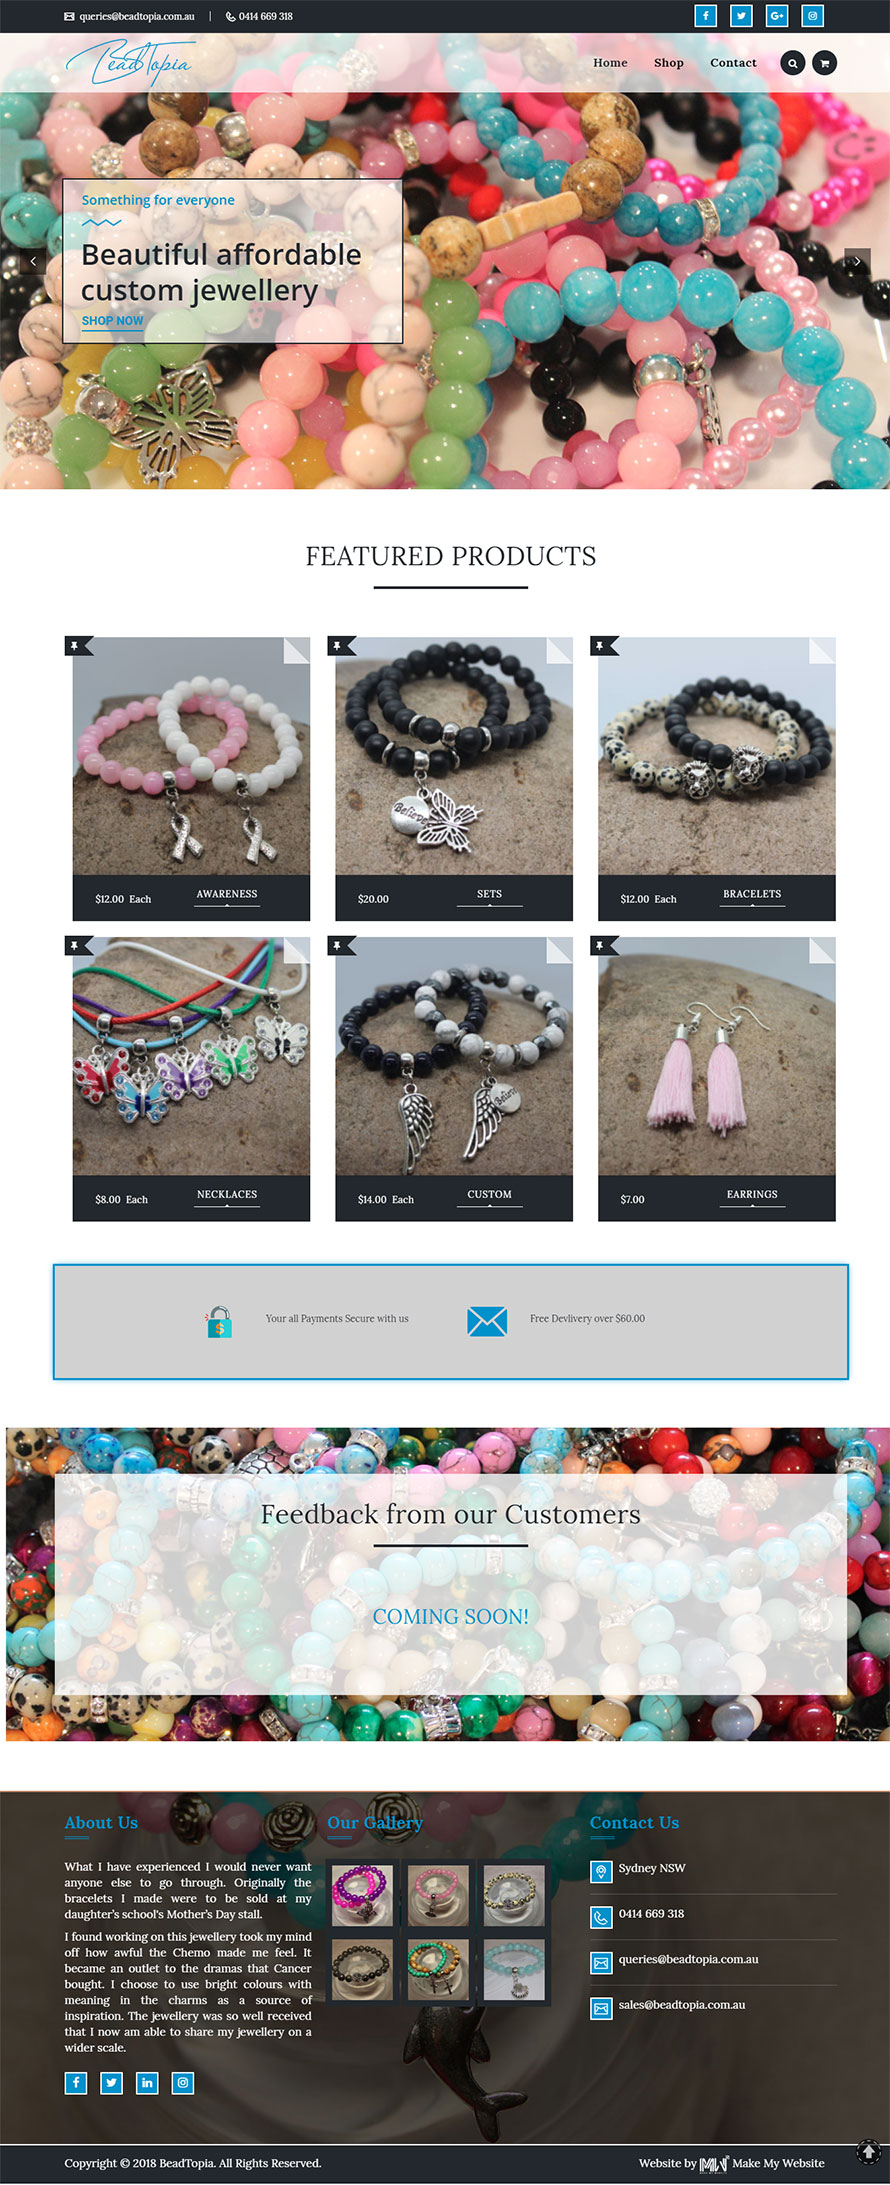 queries@beadtopia.com.au | 0414 669 318
BeadTopia
Home Shop Contact
Something for everyone
Beautiful affordable
custom jewellery
SHOP NOW
FEATURED PRODUCTS
Believe
$12.00 Each AWARENESS
$20.00 SETS
$12.00 Each BRACELETS
Believe
$8.00 Each NECKLACES
$14.00 Each CUSTOM
$7.00 EARRINGS
Your all Payments Secure with us
Free Devlivery over $60.00
Feedback from our Customers
COMING SOON!
About Us
What I have experienced I would never want
anyone else to go through. Originally the
bracelets I made were to be sold at my
daughter's school's Mother's Day stall.
I found working on this jewellery took my mind
off how awful the Chemo made me feel. It
became an outlet to the dramas that Cancer
bought. I choose to use bright colours with
meaning in the charms as a source of
inspiration. The jewellery was so well received
that I now am able to share my jewellery on a
wider scale.
Our Gallery
Contact Us
Sydney NSW
0414 669 318
queries@beadtopia.com.au
sales@beadtopia.com.au
Copyright © 2018 BeadTopia. All Rights Reserved.
Website by MMW Make My Website